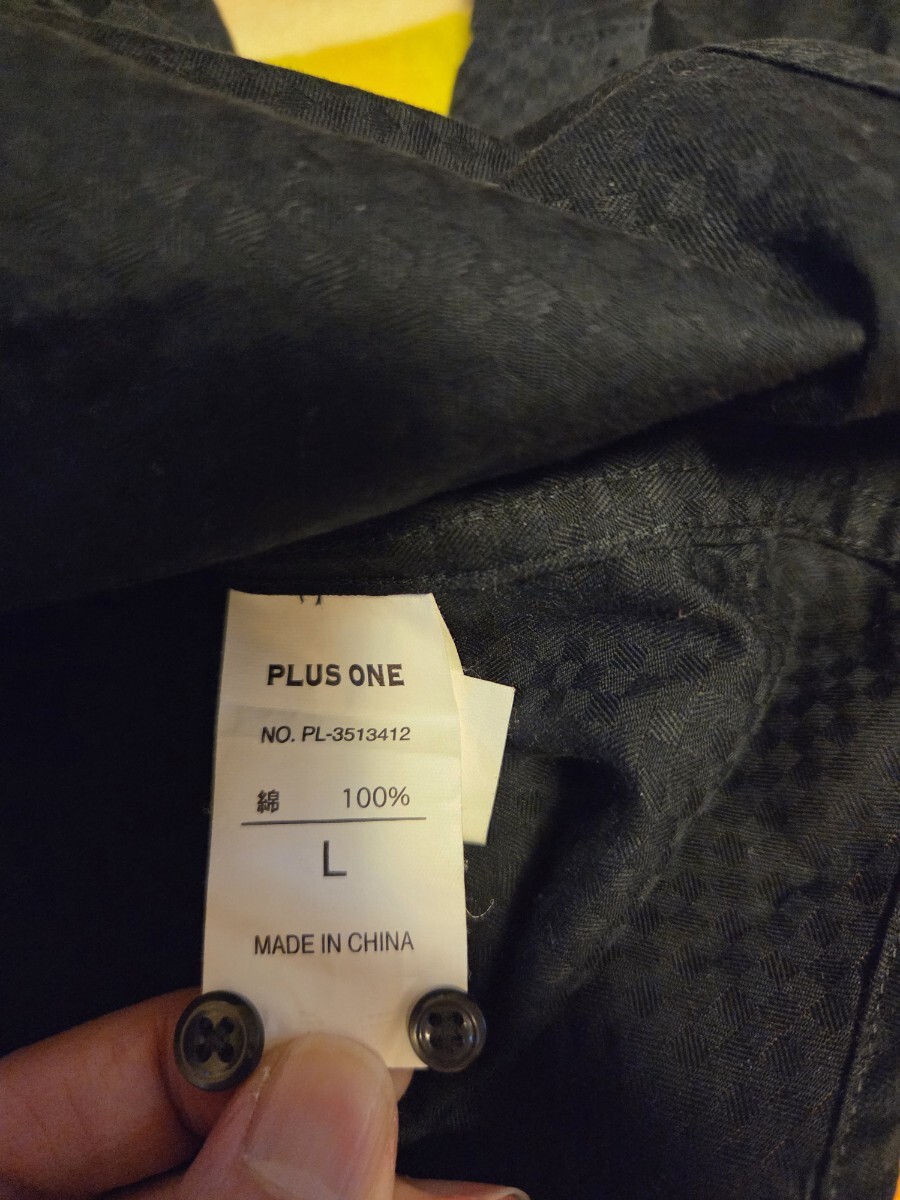 PLUS ONE
NO. PL-3513412
綿 100%
L
MADE IN CHINA